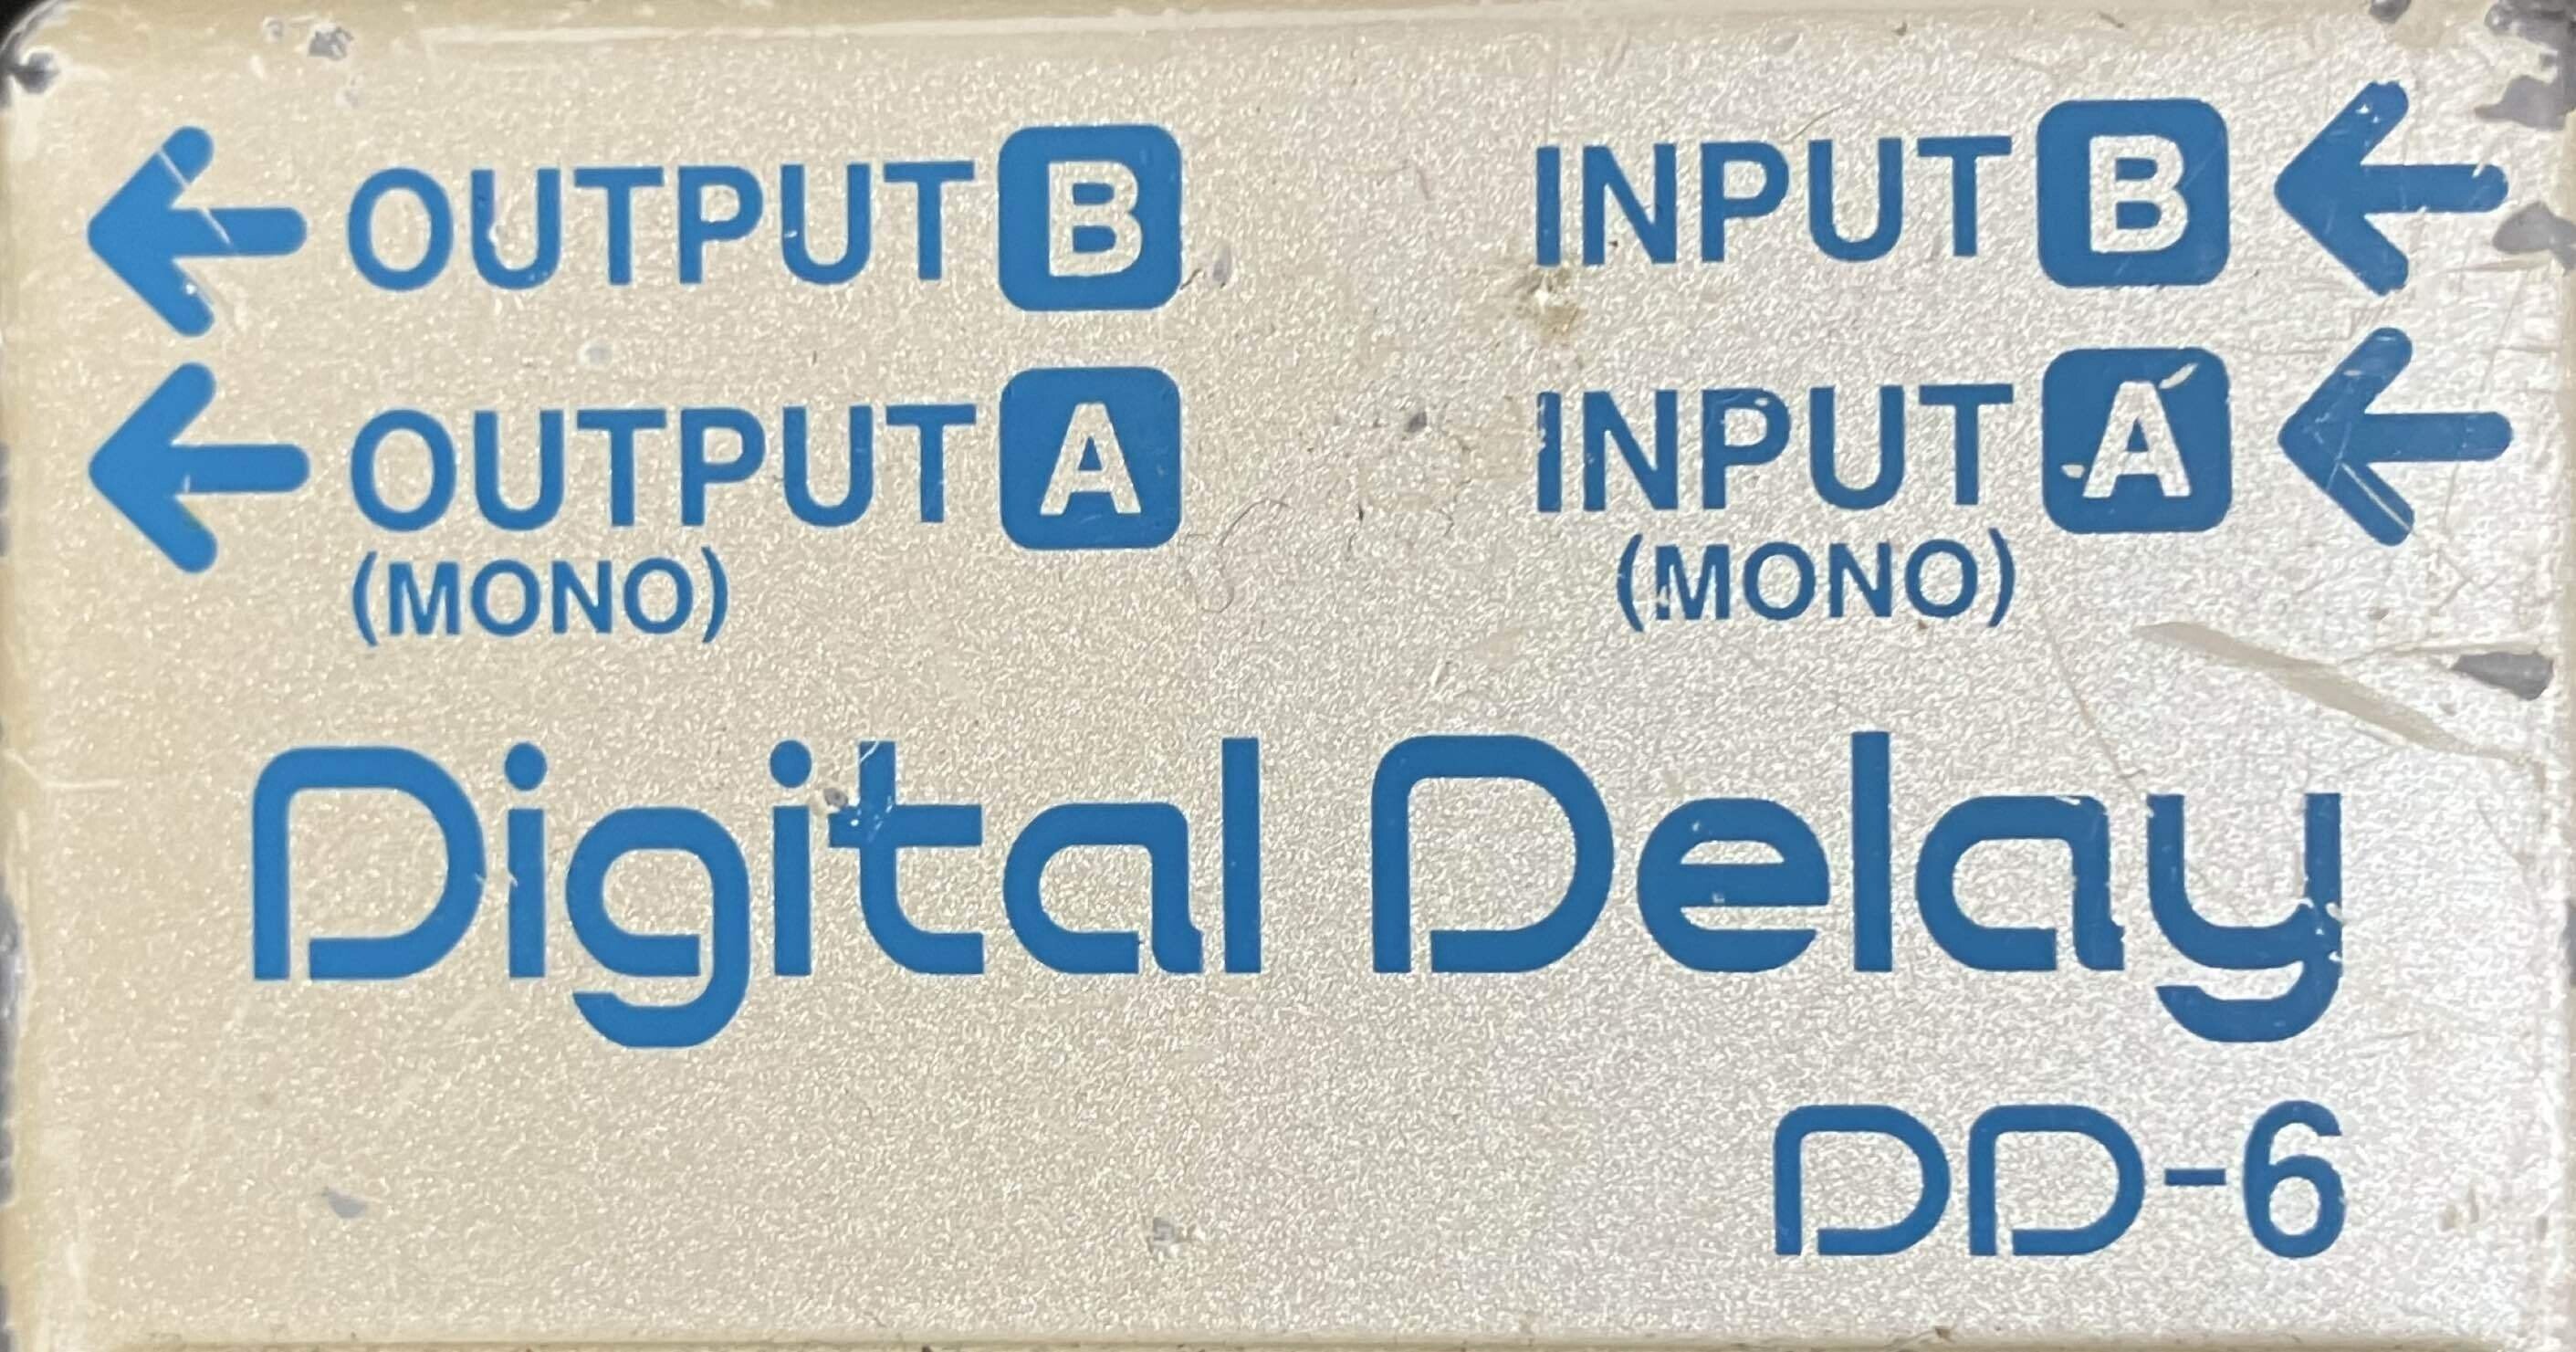 OUTPUT B
INPUT B
OUTPUT A
INPUT A
(MONO)
(MONO)
Digital Delay
DD-6